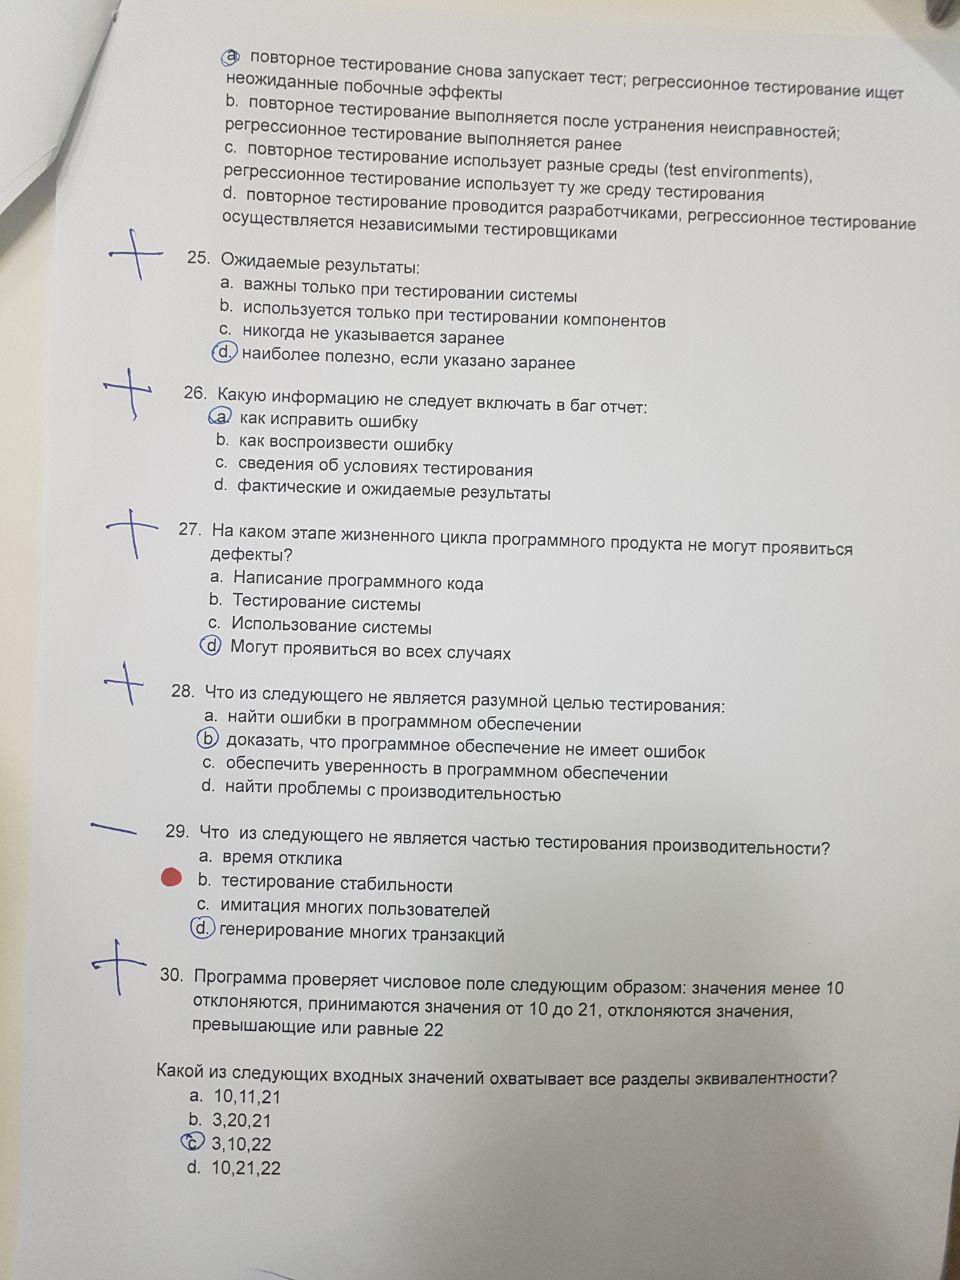 a повторное тестирование снова запускает тест; регрессионное тестирование ищет
неожиданные побочные эффекты
b. повторное тестирование выполняется после устранения неисправностей;
регрессионное тестирование выполняется ранее
c. повторное тестирование использует разные среды (test environments),
регрессионное тестирование использует ту же среду тестирования
d. повторное тестирование проводится разработчиками, регрессионное тестирование
осуществляется независимыми тестировщиками
+ 25. Ожидаемые результаты:
a. важны только при тестировании системы
b. используется только при тестировании компонентов
c. никогда не указывается заранее
d. наиболее полезно, если указано заранее
+ 26. Какую информацию не следует включать в баг отчет:
a. как исправить ошибку
b. как воспроизвести ошибку
c. сведения об условиях тестирования
d. фактические и ожидаемые результаты
+ 27. На каком этапе жизненного цикла программного продукта не могут проявиться
дефекты?
a. Написание программного кода
b. Тестирование системы
c. Использование системы
d Могут проявиться во всех случаях
+ 28. Что из следующего не является разумной целью тестирования:
a. найти ошибки в программном обеспечении
b доказать, что программное обеспечение не имеет ошибок
c. обеспечить уверенность в программном обеспечении
d. найти проблемы с производительностью
− 29. Что из следующего не является частью тестирования производительности?
a. время отклика
b. тестирование стабильности
c. имитация многих пользователей
d. генерирование многих транзакций
+ 30. Программа проверяет числовое поле следующим образом: значения менее 10
отклоняются, принимаются значения от 10 до 21, отклоняются значения,
превышающие или равные 22
Какой из следующих входных значений охватывает все разделы эквивалентности?
a. 10,11,21
b. 3,20,21
c. 3,10,22
d. 10,21,22